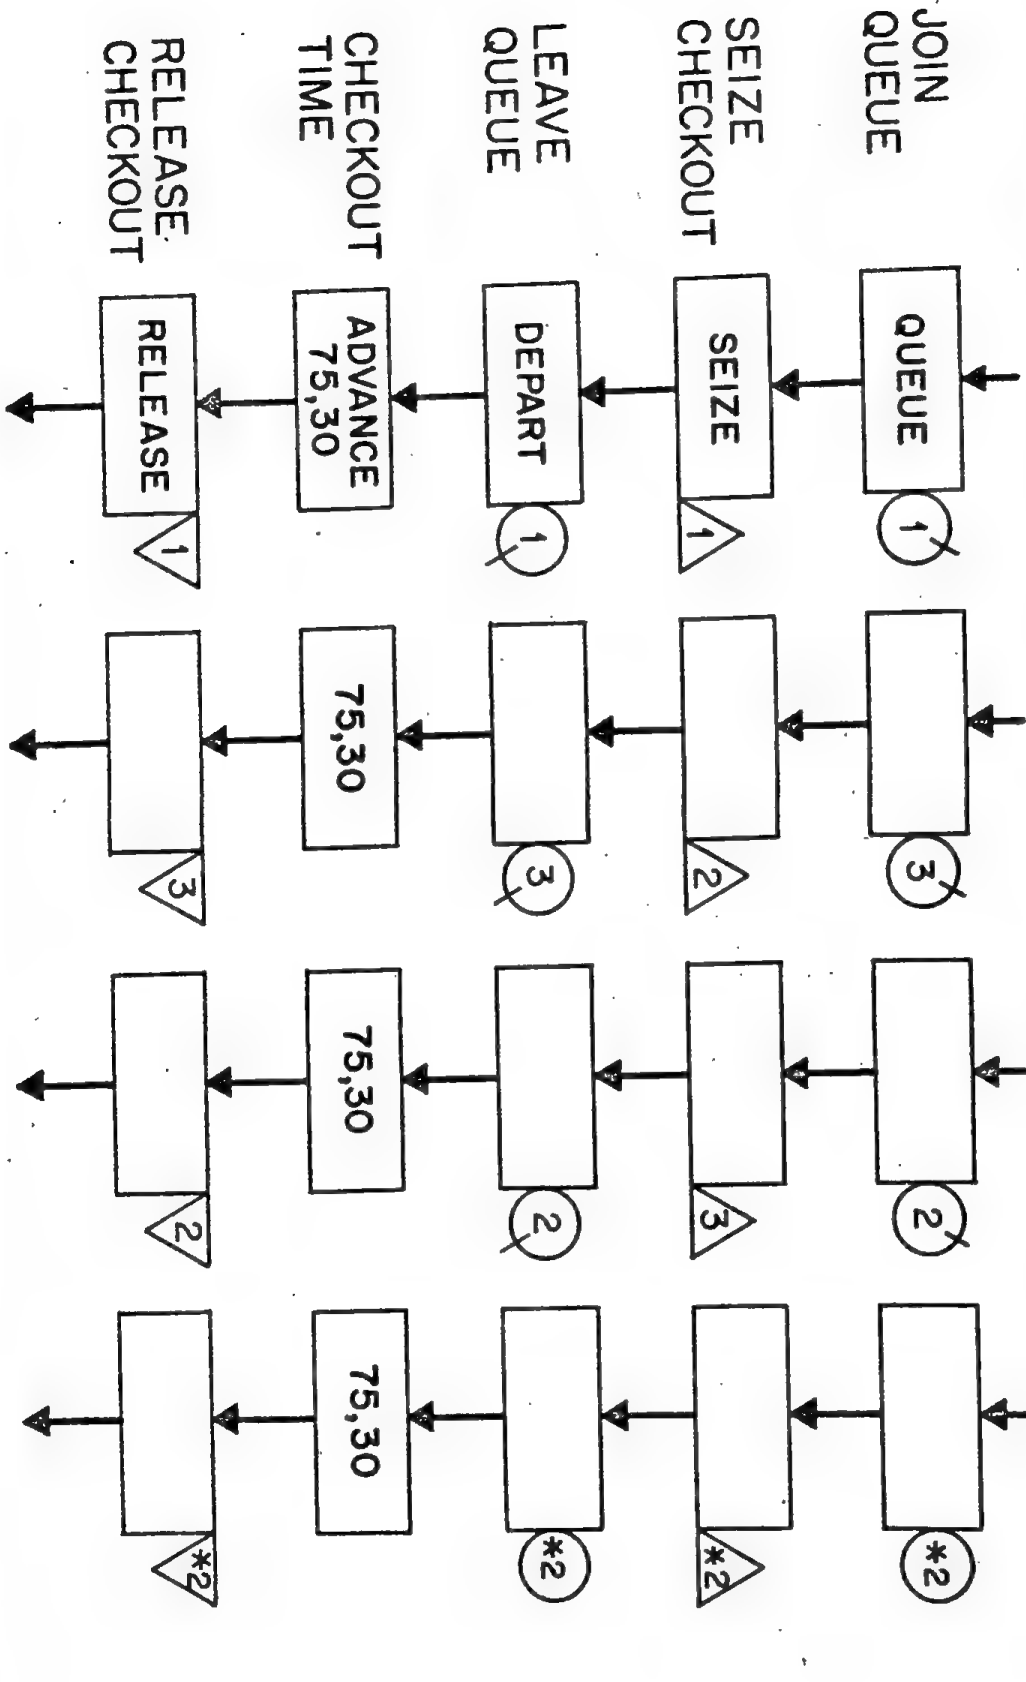 JOIN
QUEUE
QUEUE
1
3
2
*2
SEIZE
CHECKOUT
SEIZE
1
2
3
*2
LEAVE
QUEUE
DEPART
1
3
2
*2
CHECKOUT
TIME
ADVANCE
75,30
75,30
75,30
75,30
RELEASE
CHECKOUT
RELEASE
1
3
2
*2